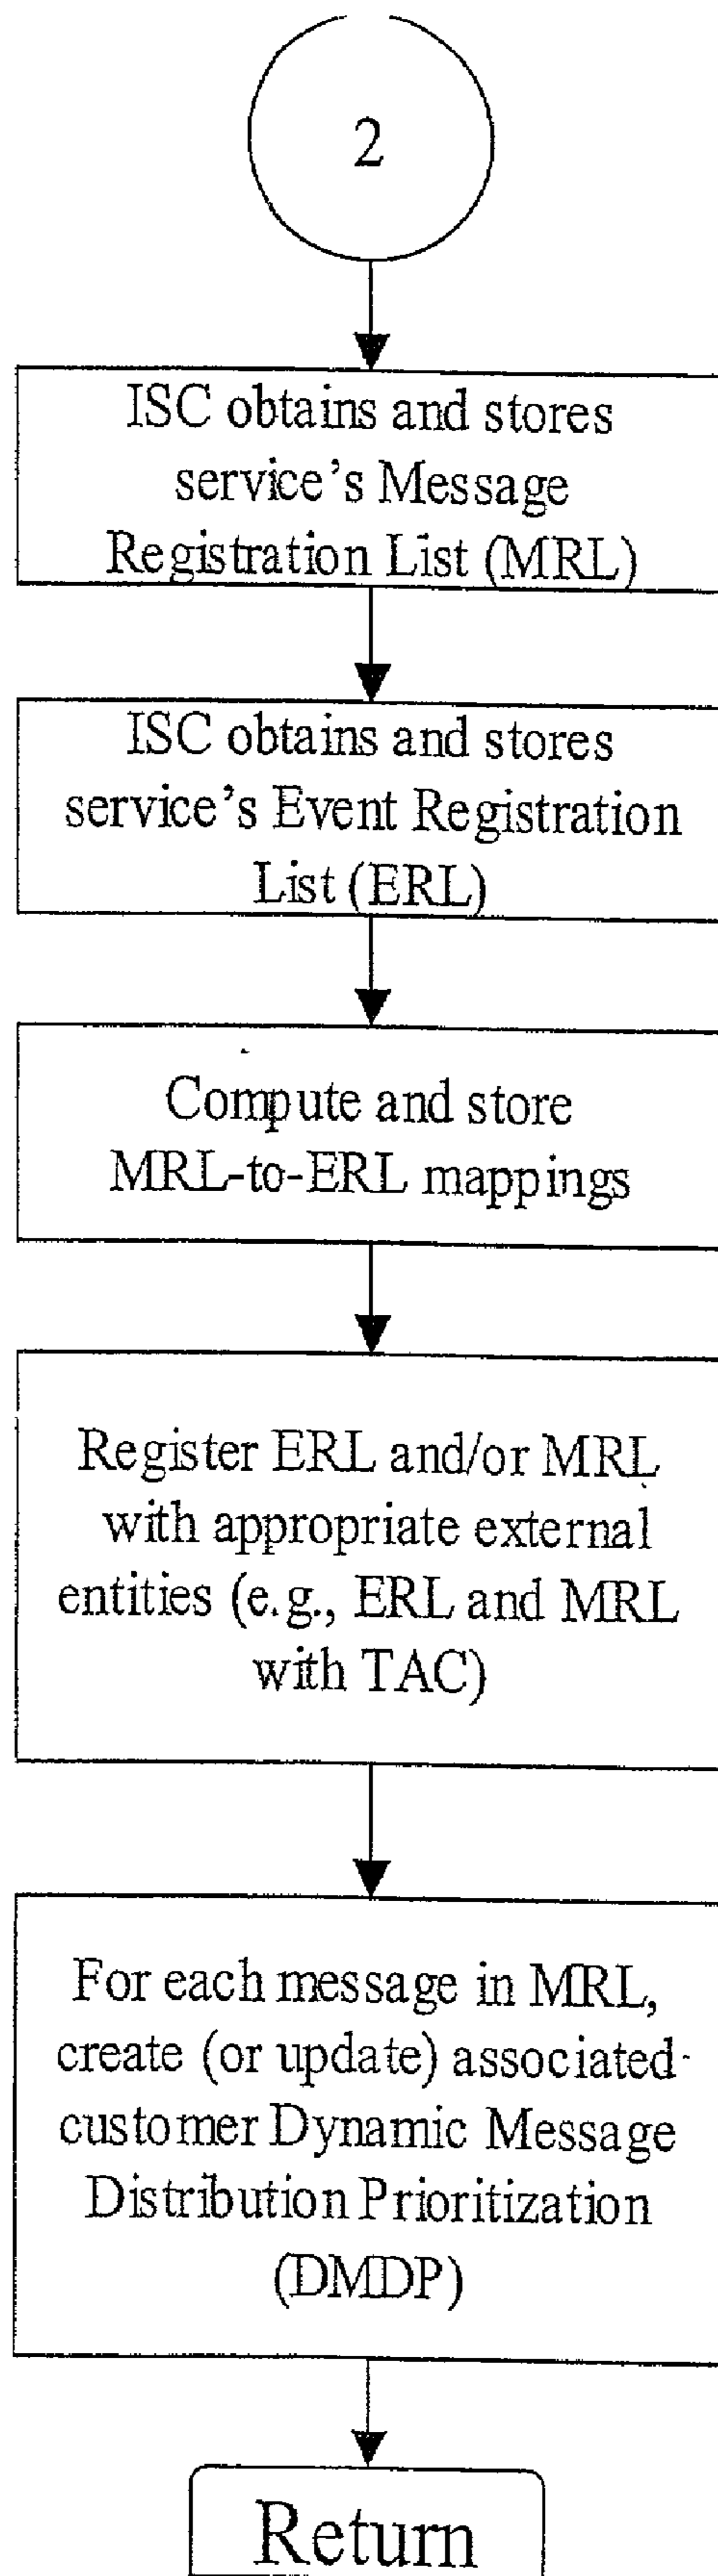 2
ISC obtains and stores
service's Message
Registration List (MRL)
ISC obtains and stores
service's Event Registration
List (ERL)
Compute and store
MRL-to-ERL mappings
Register ERL and/or MRL
with appropriate external
entities (e.g., ERL and MRL
with TAC)
For each message in MRL,
create (or update) associated
customer Dynamic Message
Distribution Prioritization
(DMDP)
Return